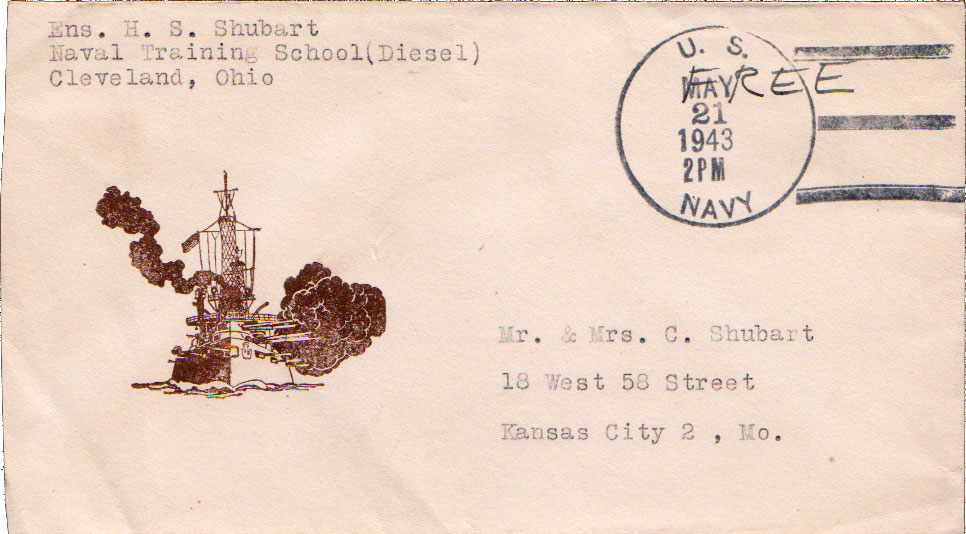 Ens. H. S. Shubart
Naval Training School(Diesel)
Cleveland, Ohio
U. S.
FREE
MAY
21
1943
2PM
NAVY
Mr. & Mrs. C. Shubart
18 West 58 Street
Kansas City 2 , Mo.